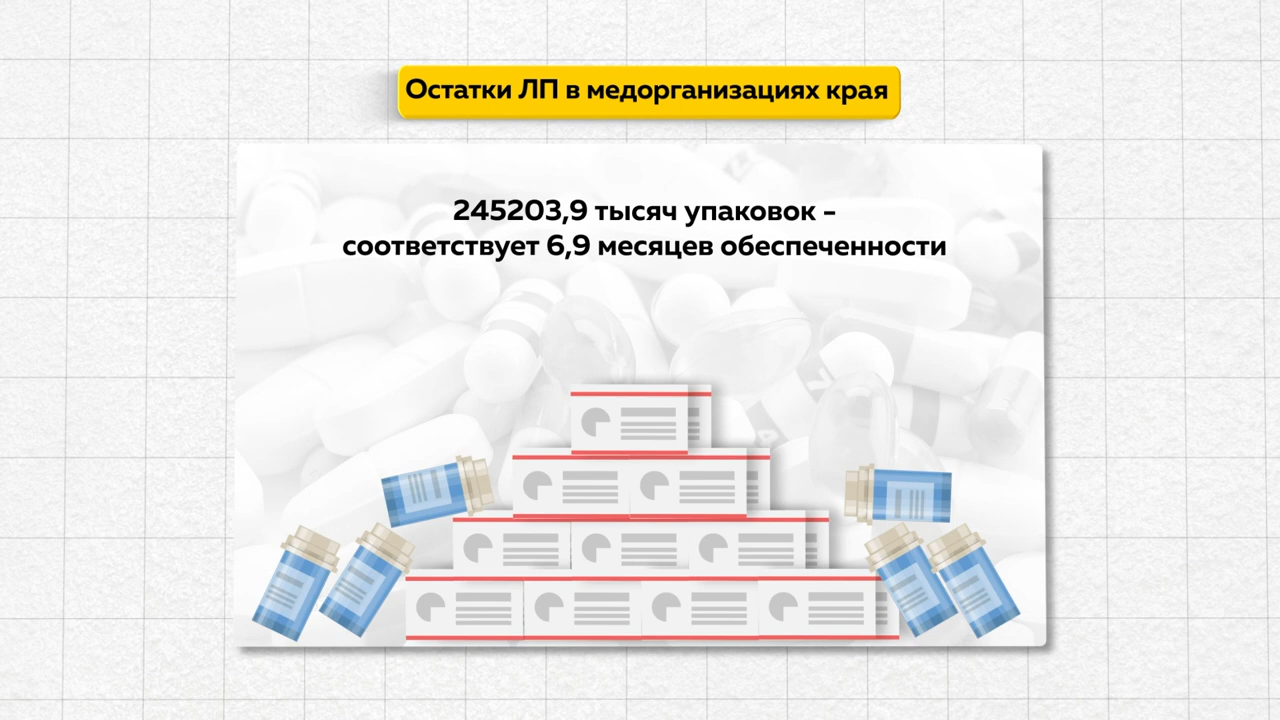 Остатки ЛП в медорганизациях края
245203,9 тысяч упаковок –
соответствует 6,9 месяцев обеспеченности